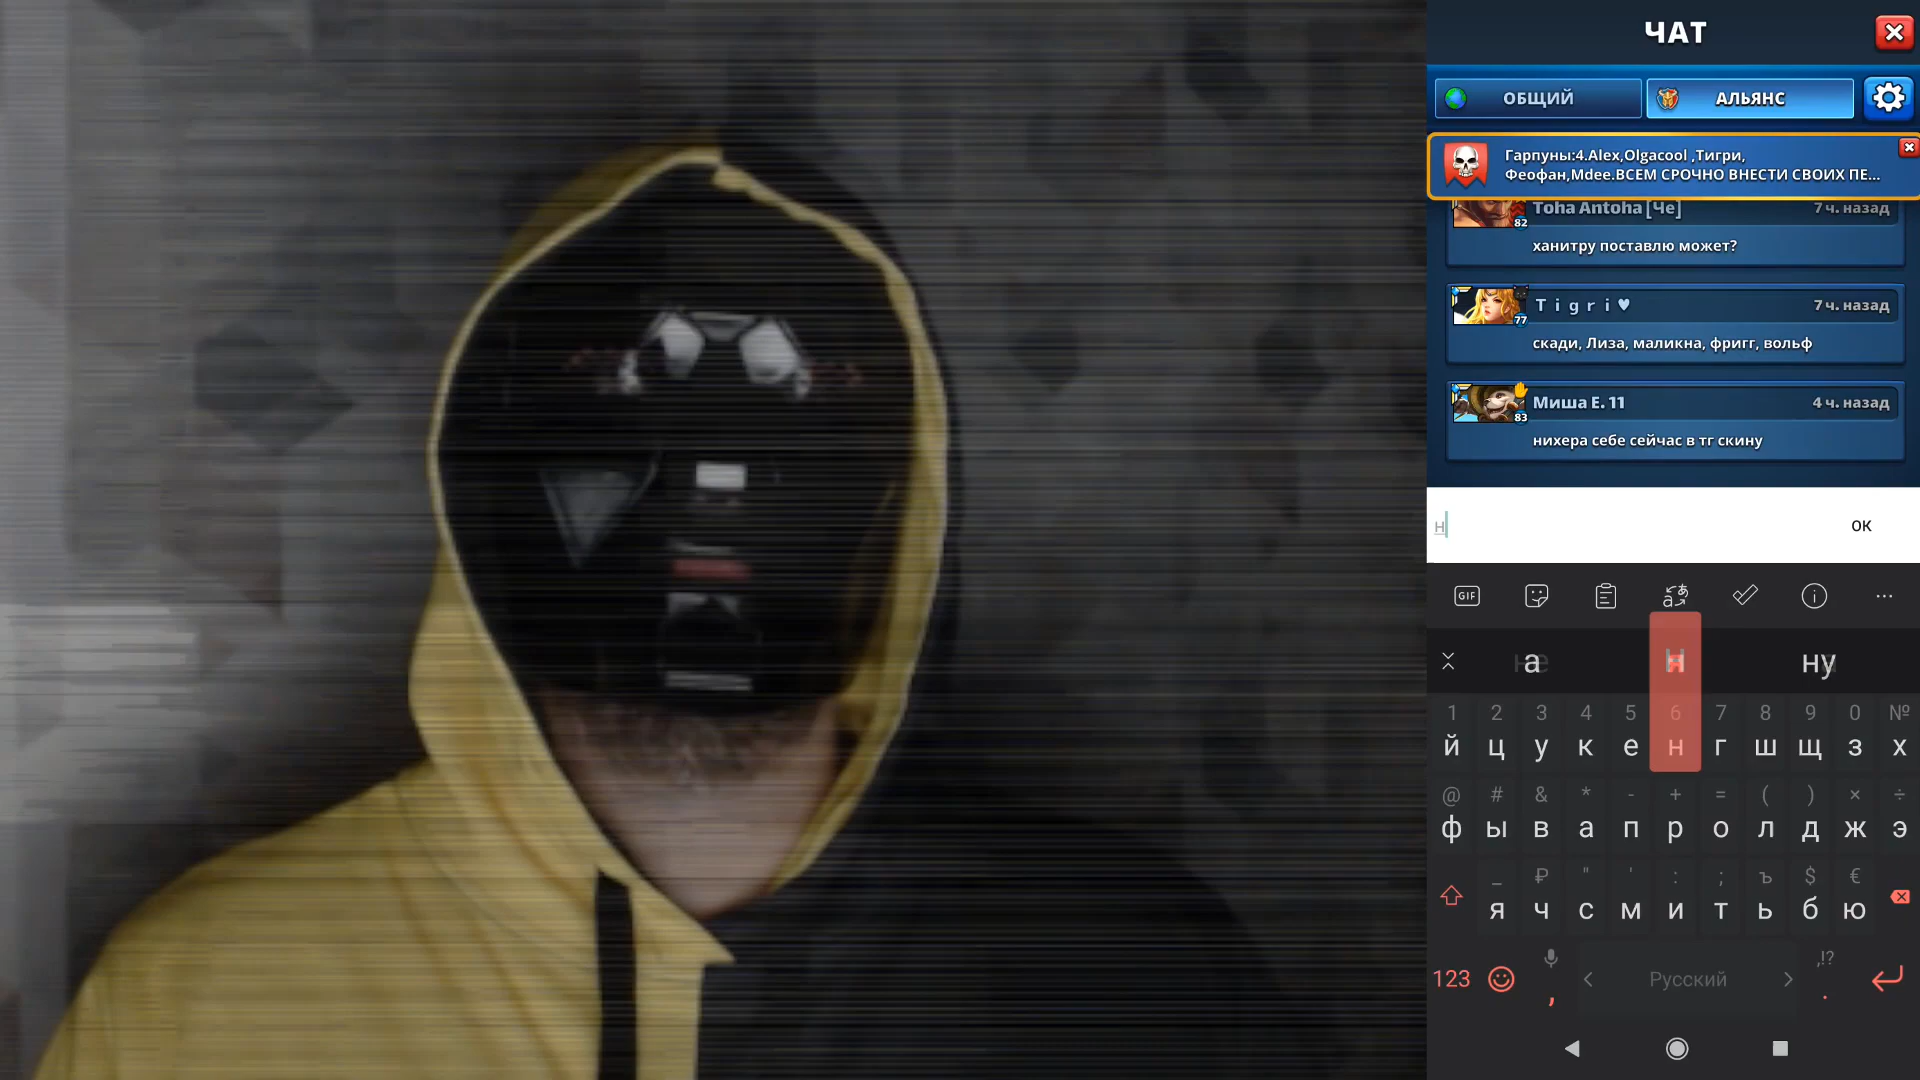 ЧАТ
ОБЩИЙ
АЛЬЯНС
Гарпуны:4.Alex,Olgacool ,Тигри,
Феофан,Mdee.ВСЕМ СРОЧНО ВНЕСТИ СВОИХ ПЕ...
Toha Antoha [Че]
7 ч. назад
82
ханитру поставлю может?
T i g r i ♥
7 ч. назад
77
скади, Лиза, маликна, фригг, вольф
Миша Е. 11
4 ч. назад
83
нихера себе сейчас в тг скину
н
ОК
GIF
а
н
ну
1 2 3 4 5 6 7 8 9 0 №
й ц у к е н г ш щ з х
@ # & * - + = ( ) × ÷
ф ы в а п р о л д ж э
_ ₽ " ' : ; ъ $ €
я ч с м и т ь б ю
,!?
123
,
Русский
.